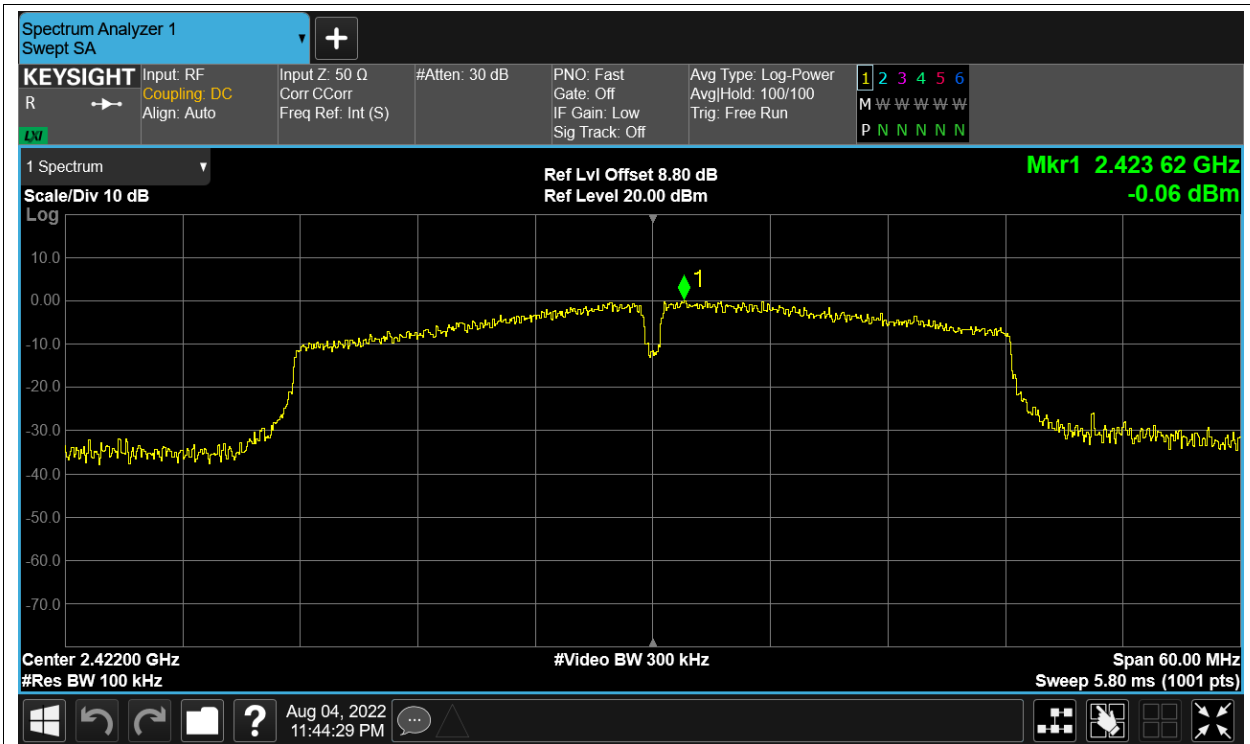 Spectrum Analyzer 1
Swept SA
KEYSIGHT
R
LXI
Input: RF
Coupling: DC
Align: Auto
Input Z: 50 Ω
Corr CCorr
Freq Ref: Int (S)
#Atten: 30 dB
PNO: Fast
Gate: Off
IF Gain: Low
Sig Track: Off
Avg Type: Log-Power
Avg|Hold: 100/100
Trig: Free Run
1 2 3 4 5 6
M W W W W W
P N N N N N
1 Spectrum
Scale/Div 10 dB
Log
Ref Lvl Offset 8.80 dB
Ref Level 20.00 dBm
Mkr1 2.423 62 GHz
-0.06 dBm
10.0
0.00
-10.0
-20.0
-30.0
-40.0
-50.0
-60.0
-70.0
1
Center 2.42200 GHz
#Res BW 100 kHz
#Video BW 300 kHz
Span 60.00 MHz
Sweep 5.80 ms (1001 pts)
?
Aug 04, 2022
11:44:29 PM